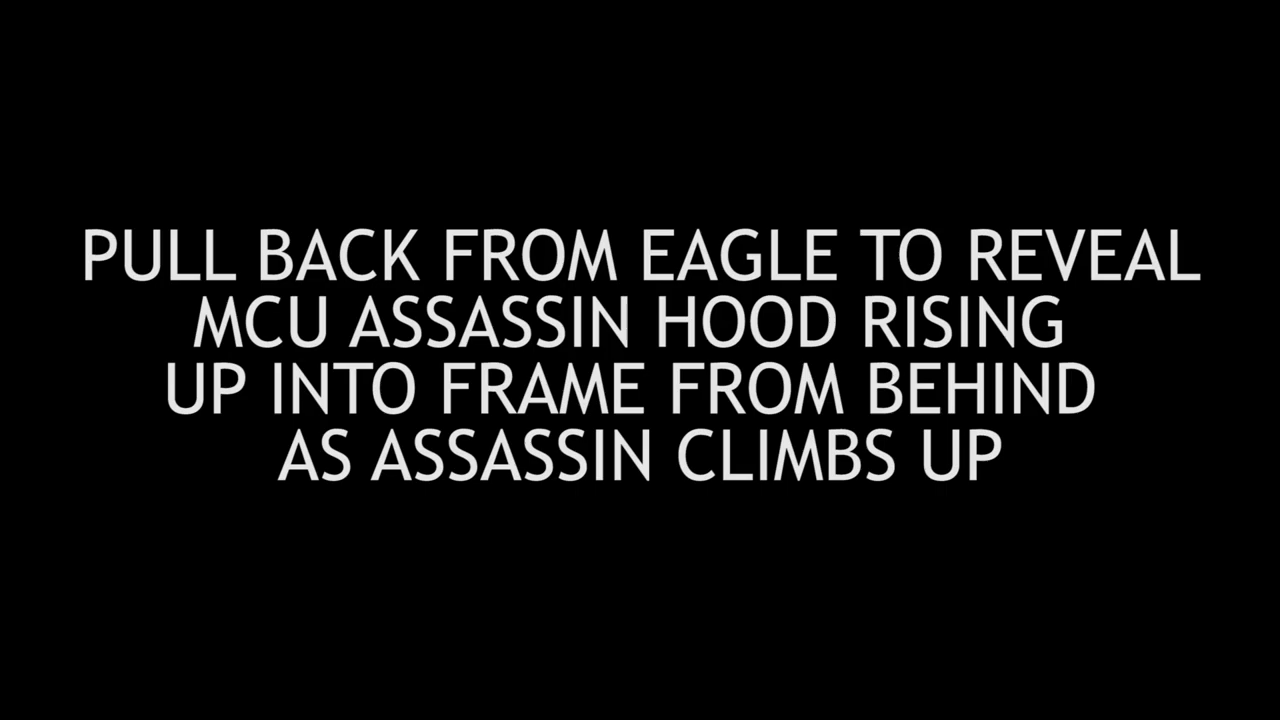 PULL BACK FROM EAGLE TO REVEAL
MCU ASSASSIN HOOD RISING
UP INTO FRAME FROM BEHIND
AS ASSASSIN CLIMBS UP